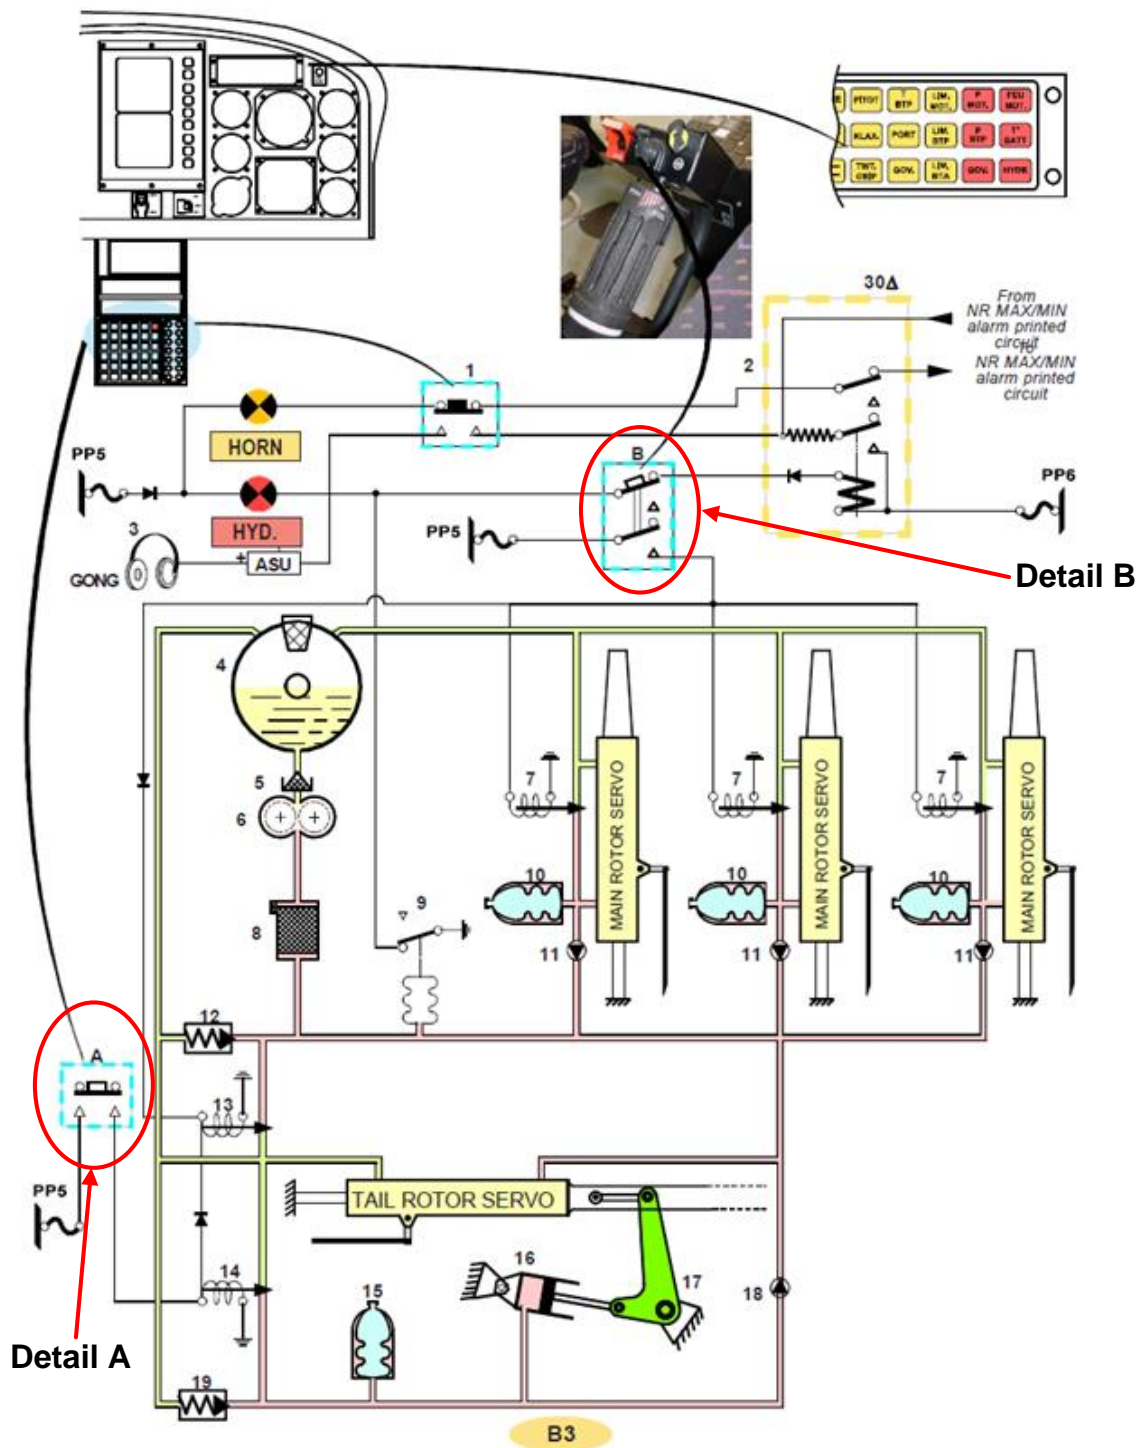 PITOT
T
BTP
LIM.
MOT.
P
MOT.
FEU
MOT.
KLAX.
PORT
LIM.
BTP
P
BTP
T°
BATT
GOV.
LIM.
BTA
GOV.
HYDR
30Δ
From
NR MAX/MIN
alarm printed
circuit
To
NR MAX/MIN
alarm printed
circuit
1
2
HORN
PP5
B
PP6
HYD.
PP5
3
+
ASU
GONG
Detail B
4
5
6
7
7
7
MAIN ROTOR SERVO
MAIN ROTOR SERVO
MAIN ROTOR SERVO
8
9
10
10
10
11
11
11
12
A
13
PP5
TAIL ROTOR SERVO
14
15
16
17
18
Detail A
19
B3